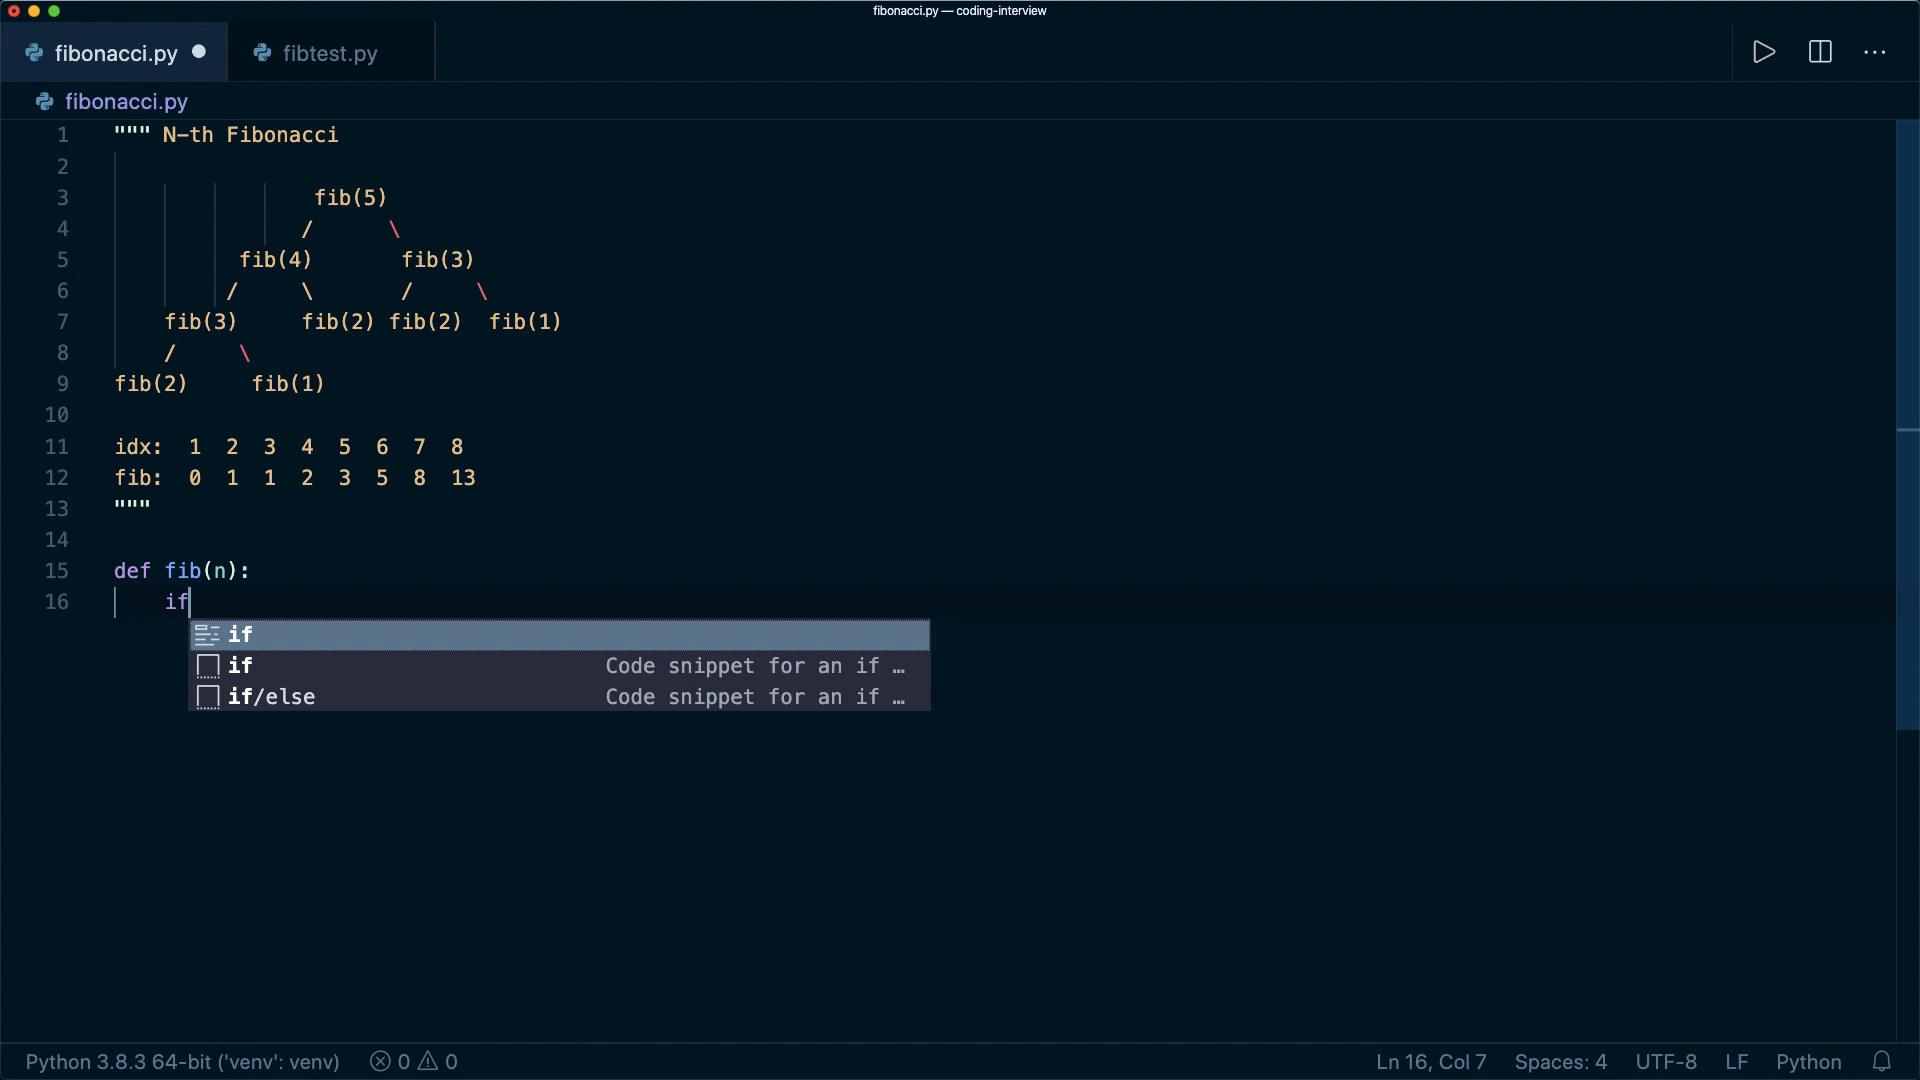 fibonacci.py — coding-interview
fibonacci.py fibtest.py
fibonacci.py
1 """ N-th Fibonacci
2
3 fib(5)
4 / \
5 fib(4) fib(3)
6 / \ / \
7 fib(3) fib(2) fib(2) fib(1)
8 / \
9 fib(2) fib(1)
10
11 idx: 1 2 3 4 5 6 7 8
12 fib: 0 1 1 2 3 5 8 13
13 """
14
15 def fib(n):
16 if
if
if Code snippet for an if …
if/else Code snippet for an if …
Python 3.8.3 64-bit ('venv': venv) 0 0 Ln 16, Col 7 Spaces: 4 UTF-8 LF Python